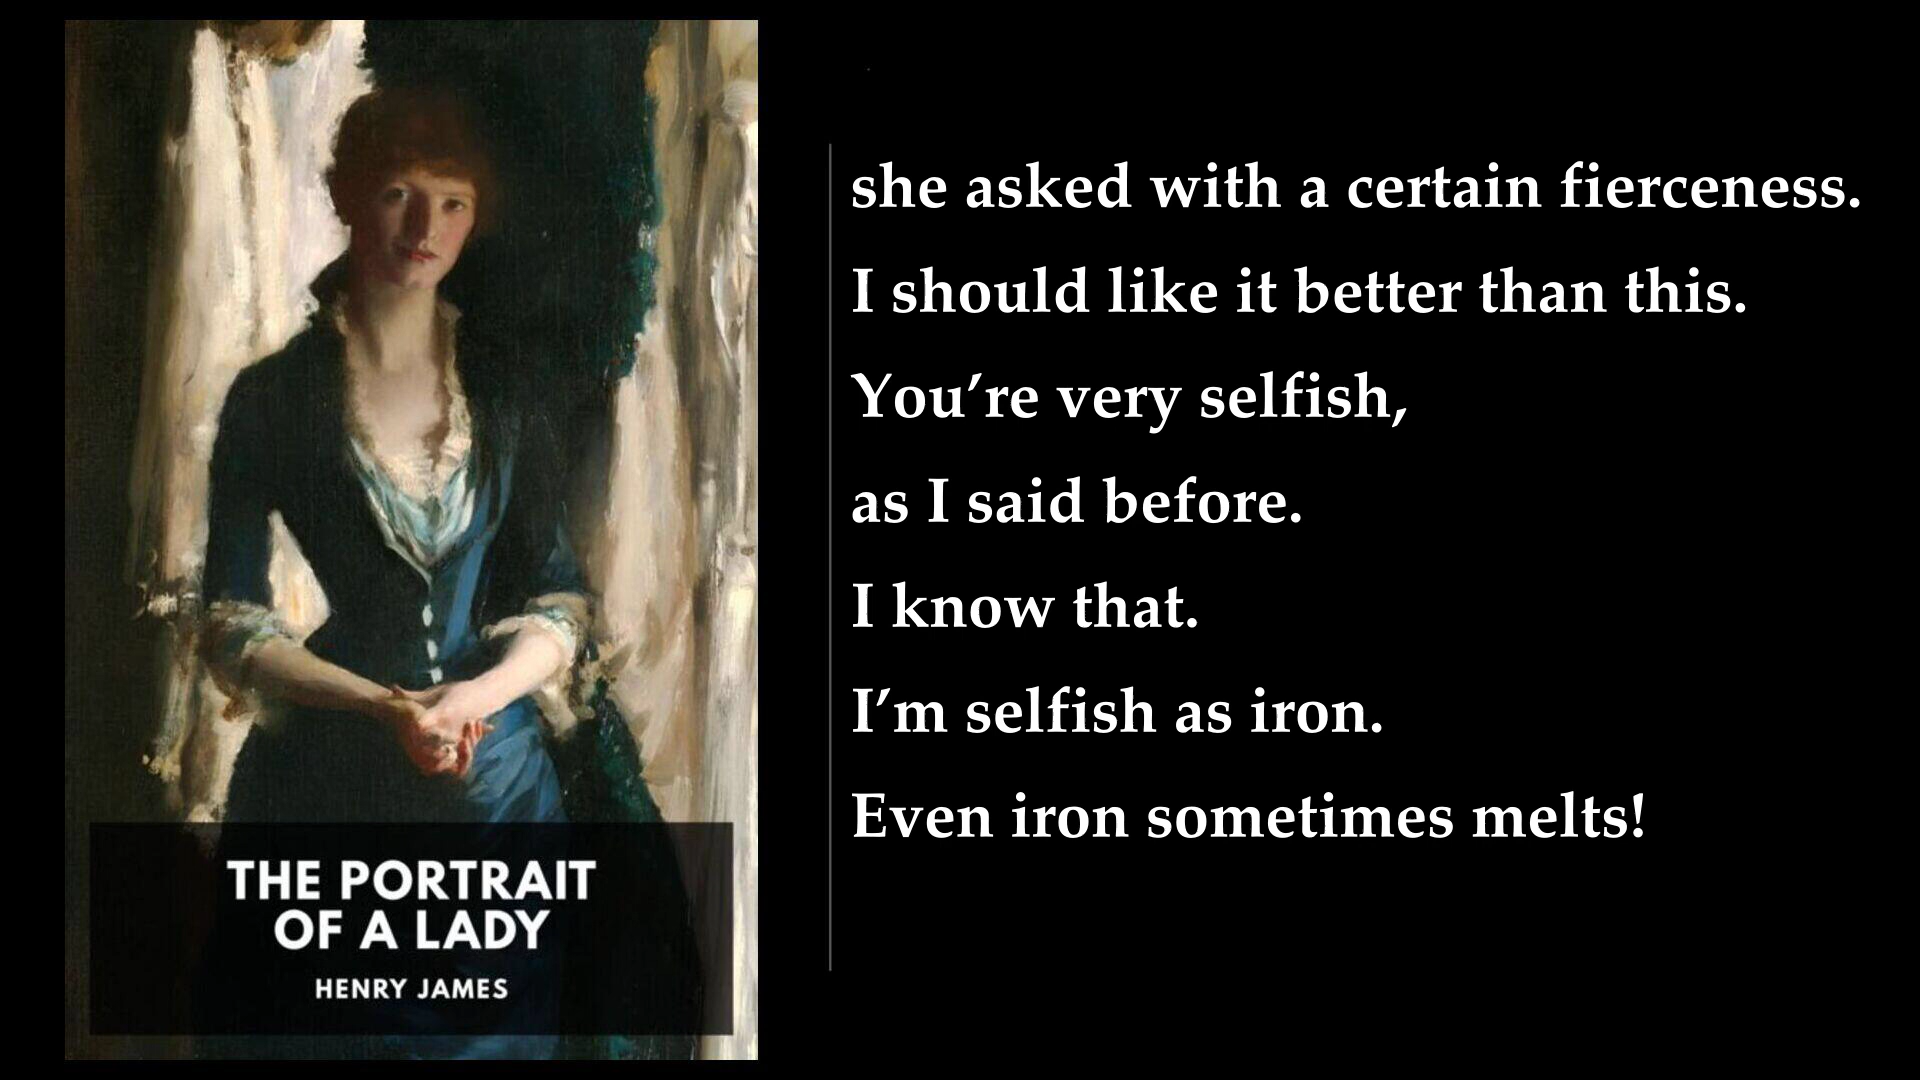 she asked with a certain fierceness.
I should like it better than this.
You’re very selfish,
as I said before.
I know that.
I’m selfish as iron.
Even iron sometimes melts!
THE PORTRAIT
OF A LADY
HENRY JAMES